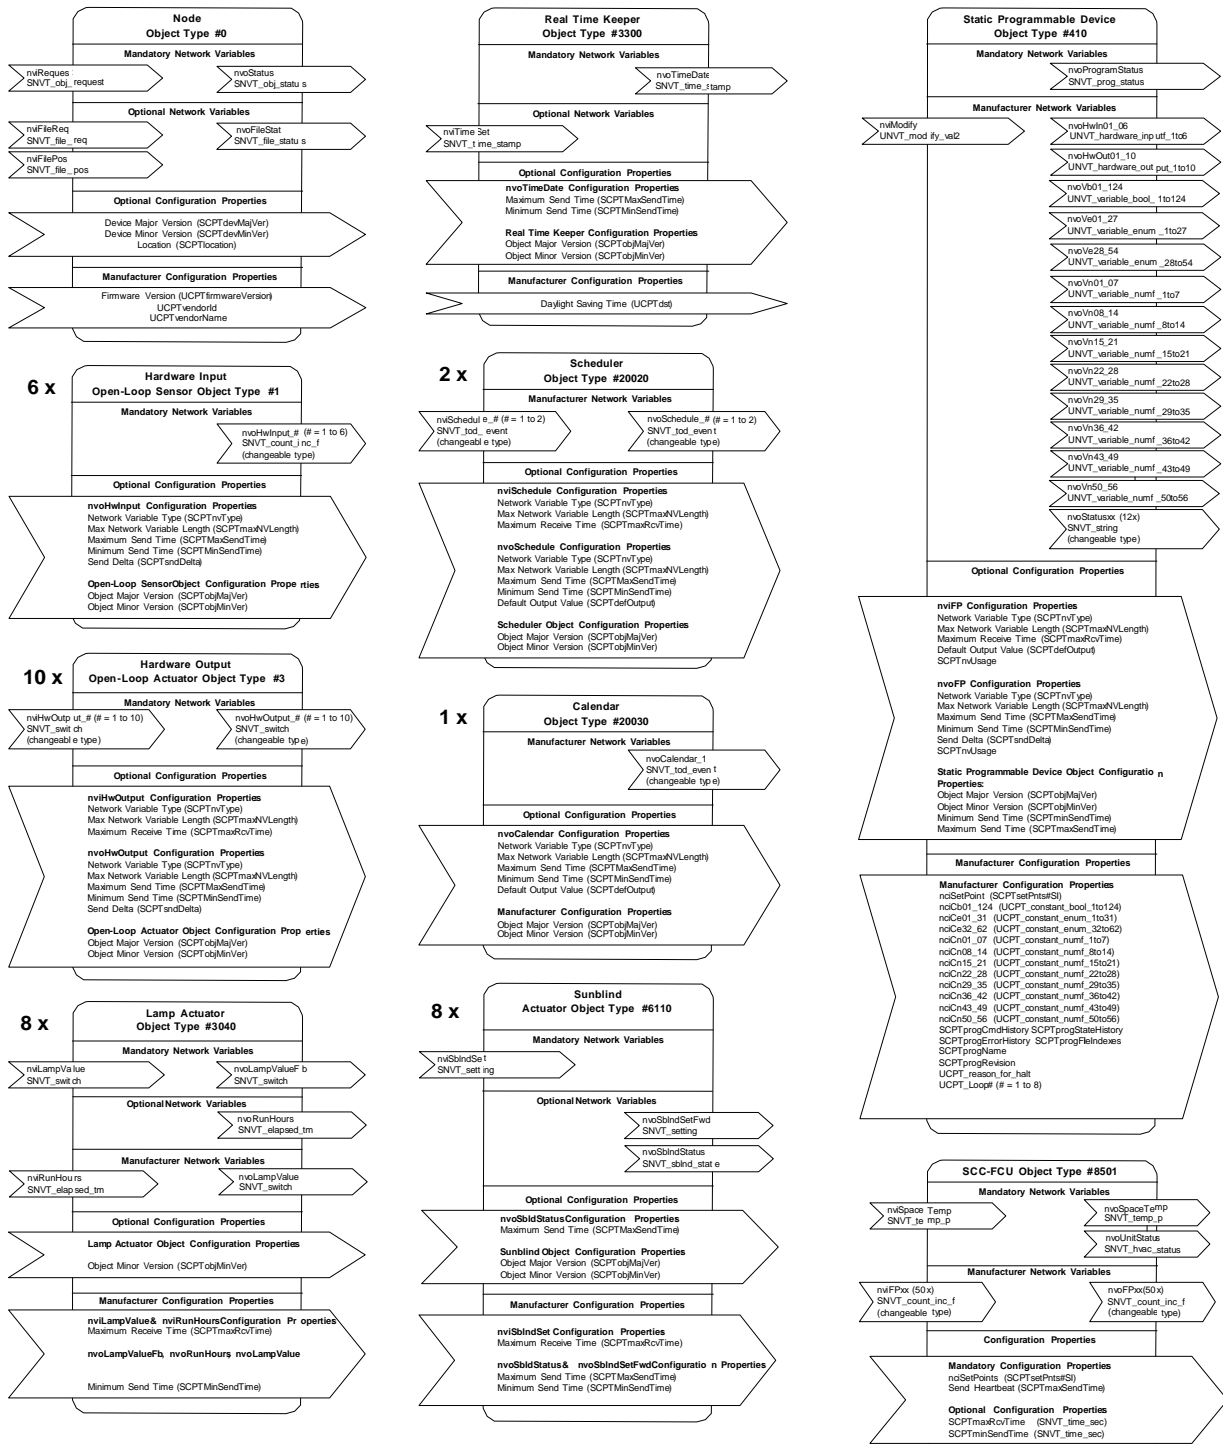 Node
Object Type #0
Mandatory Network Variables
nviReques
SNVT_obj_request
nvoStatus
SNVT_obj_status
Optional Network Variables
nviFileReq
SNVT_file_req
nvoFileStat
SNVT_file_status
nviFilePos
SNVT_file_pos
Optional Configuration Properties
Device Major Version (SCPTdevMajVer)
Device Minor Version (SCPTdevMinVer)
Location (SCPTlocation)
Manufacturer Configuration Properties
Firmware Version (UCPTfirmwareVersion)
UCPTvendorId
UCPTvendorName
6 x
Hardware Input
Open-Loop Sensor Object Type #1
Mandatory Network Variables
nvoHwInput_# (# = 1 to 6)
SNVT_count_inc_f
(changeable type)
Optional Configuration Properties
nvoHwInput Configuration Properties
Network Variable Type (SCPTnvType)
Max Network Variable Length (SCPTmaxNVLength)
Maximum Send Time (SCPTMaxSendTime)
Minimum Send Time (SCPTMinSendTime)
Send Delta (SCPTsndDelta)
Open-Loop SensorObject Configuration Properties
Object Major Version (SCPTobjMajVer)
Object Minor Version (SCPTobjMinVer)
10 x
Hardware Output
Open-Loop Actuator Object Type #3
Mandatory Network Variables
nviHwOutput_# (# = 1 to 10)
SNVT_switch
(changeable type)
nvoHwOutput_# (# = 1 to 10)
SNVT_switch
(changeable type)
Optional Configuration Properties
nviHwOutput Configuration Properties
Network Variable Type (SCPTnvType)
Max Network Variable Length (SCPTmaxNVLength)
Maximum Receive Time (SCPTmaxRcvTime)
nvoHwOutput Configuration Properties
Network Variable Type (SCPTnvType)
Max Network Variable Length (SCPTmaxNVLength)
Maximum Send Time (SCPTMaxSendTime)
Minimum Send Time (SCPTMinSendTime)
Send Delta (SCPTsndDelta)
Open-Loop Actuator Object Configuration Properties
Object Major Version (SCPTobjMajVer)
Object Minor Version (SCPTobjMinVer)
8 x
Lamp Actuator
Object Type #3040
Mandatory Network Variables
nviLampValue
SNVT_switch
nvoLampValueFb
SNVT_switch
Optional Network Variables
nvoRunHours
SNVT_elapsed_tm
Manufacturer Network Variables
nviRunHours
SNVT_elapsed_tm
nvoLampValue
SNVT_switch
Optional Configuration Properties
Lamp Actuator Object Configuration Properties
Object Minor Version (SCPTobjMinVer)
Manufacturer Configuration Properties
nviLampValue& nviRunHoursConfiguration Properties
Maximum Receive Time (SCPTmaxRcvTime)
nvoLampValueFb, nvoRunHours, nvoLampValue
Minimum Send Time (SCPTMinSendTime)
Real Time Keeper
Object Type #3300
Mandatory Network Variables
nvoTimeDate
SNVT_time_stamp
Optional Network Variables
nviTimeSet
SNVT_time_stamp
Optional Configuration Properties
nvoTimeDate Configuration Properties
Maximum Send Time (SCPTMaxSendTime)
Minimum Send Time (SCPTMinSendTime)
Real Time Keeper Configuration Properties
Object Major Version (SCPTobjMajVer)
Object Minor Version (SCPTobjMinVer)
Manufacturer Configuration Properties
Daylight Saving Time (UCPTdst)
2 x
Scheduler
Object Type #20020
Manufacturer Network Variables
nviSchedule_# (# = 1 to 2)
SNVT_tod_event
(changeable type)
nvoSchedule_# (# = 1 to 2)
SNVT_tod_event
(changeable type)
Optional Configuration Properties
nviSchedule Configuration Properties
Network Variable Type (SCPTnvType)
Max Network Variable Length (SCPTmaxNVLength)
Maximum Receive Time (SCPTmaxRcvTime)
nvoSchedule Configuration Properties
Network Variable Type (SCPTnvType)
Max Network Variable Length (SCPTmaxNVLength)
Maximum Send Time (SCPTMaxSendTime)
Minimum Send Time (SCPTMinSendTime)
Default Output Value (SCPTdefOutput)
Scheduler Object Configuration Properties
Object Major Version (SCPTobjMajVer)
Object Minor Version (SCPTobjMinVer)
1 x
Calendar
Object Type #20030
Manufacturer Network Variables
nvoCalendar_1
SNVT_tod_event
(changeable type)
Optional Configuration Properties
nvoCalendar Configuration Properties
Network Variable Type (SCPTnvType)
Max Network Variable Length (SCPTmaxNVLength)
Maximum Send Time (SCPTMaxSendTime)
Minimum Send Time (SCPTMinSendTime)
Default Output Value (SCPTdefOutput)
Manufacturer Configuration Properties
Object Major Version (SCPTobjMajVer)
Object Minor Version (SCPTobjMinVer)
8 x
Sunblind
Actuator Object Type #6110
Mandatory Network Variables
nviSblndSet
SNVT_setting
Optional Network Variables
nvoSblndSetFwd
SNVT_setting
nvoSblndStatus
SNVT_sblnd_state
Optional Configuration Properties
nvoSbldStatusConfiguration Properties
Maximum Send Time (SCPTMaxSendTime)
Sunblind Object Configuration Properties
Object Major Version (SCPTobjMajVer)
Object Minor Version (SCPTobjMinVer)
Manufacturer Configuration Properties
nviSblndSet Configuration Properties
Maximum Receive Time (SCPTmaxRcvTime)
nvoSbldStatus& nvoSblndSetFwdConfiguration Properties
Maximum Send Time (SCPTMaxSendTime)
Minimum Send Time (SCPTMinSendTime)
Static Programmable Device
Object Type #410
Mandatory Network Variables
nvoProgramStatus
SNVT_prog_status
Manufacturer Network Variables
nviModify
UNVT_modify_val2
nvoHwIn01_06
UNVT_hardware_inputf_1to6
nvoHwOut01_10
UNVT_hardware_output_1to10
nvoVb01_124
UNVT_variable_bool_1to124
nvoVe01_27
UNVT_variable_enum_1to27
nvoVe28_54
UNVT_variable_enum_28to54
nvoVn01_07
UNVT_variable_numf_1to7
nvoVn08_14
UNVT_variable_numf_8to14
nvoVn15_21
UNVT_variable_numf_15to21
nvoVn22_28
UNVT_variable_numf_22to28
nvoVn29_35
UNVT_variable_numf_29to35
nvoVn36_42
UNVT_variable_numf_36to42
nvoVn43_49
UNVT_variable_numf_43to49
nvoVn50_56
UNVT_variable_numf_50to56
nvoStatusxx (12x)
SNVT_string
(changeable type)
Optional Configuration Properties
nviFP Configuration Properties
Network Variable Type (SCPTnvType)
Max Network Variable Length (SCPTmaxNVLength)
Maximum Receive Time (SCPTmaxRcvTime)
Default Output Value (SCPTdefOutput)
SCPTnvUsage
nvoFP Configuration Properties
Network Variable Type (SCPTnvType)
Max Network Variable Length (SCPTmaxNVLength)
Maximum Send Time (SCPTMaxSendTime)
Minimum Send Time (SCPTMinSendTime)
Send Delta (SCPTsndDelta)
SCPTnvUsage
Static Programmable Device Object Configuration
Properties:
Object Major Version (SCPTobjMajVer)
Object Minor Version (SCPTobjMinVer)
Minimum Send Time (SCPTminSendTime)
Maximum Send Time (SCPTmaxSendTime)
Manufacturer Configuration Properties
Manufacturer Configuration Properties
nciSetPoint (SCPTsetPnts#SI)
nciCb01_124 (UCPT_constant_bool_1to124)
nciCe01_31 (UCPT_constant_enum_1to31)
nciCe32_62 (UCPT_constant_enum_32to62)
nciCn01_07 (UCPT_constant_numf_1to7)
nciCn08_14 (UCPT_constant_numf_8to14)
nciCn15_21 (UCPT_constant_numf_15to21)
nciCn22_28 (UCPT_constant_numf_22to28)
nciCn29_35 (UCPT_constant_numf_29to35)
nciCn36_42 (UCPT_constant_numf_36to42)
nciCn43_49 (UCPT_constant_numf_43to49)
nciCn50_56 (UCPT_constant_numf_50to56)
SCPTprogCmdHistory SCPTprogStateHistory
SCPTprogErrorHistory SCPTprogFileIndexes
SCPTprogName
SCPTprogRevision
UCPT_reason_for_halt
UCPT_Loop# (# = 1 to 8)
SCC-FCU Object Type #8501
Mandatory Network Variables
nviSpaceTemp
SNVT_temp_p
nvoSpaceTemp
SNVT_temp_p
nvoUnitStatus
SNVT_hvac_status
Manufacturer Network Variables
nviFPxx (50x)
SNVT_count_inc_f
(changeable type)
nvoFPxx(50x)
SNVT_count_inc_f
(changeable type)
Configuration Properties
Mandatory Configuration Properties
nciSetPoints (SCPTsetPnts#SI)
Send Heartbeat (SCPTmaxSendTime)
Optional Configuration Properties
SCPTmaxRcvTime (SNVT_time_sec)
SCPTminSendTime (SNVT_time_sec)